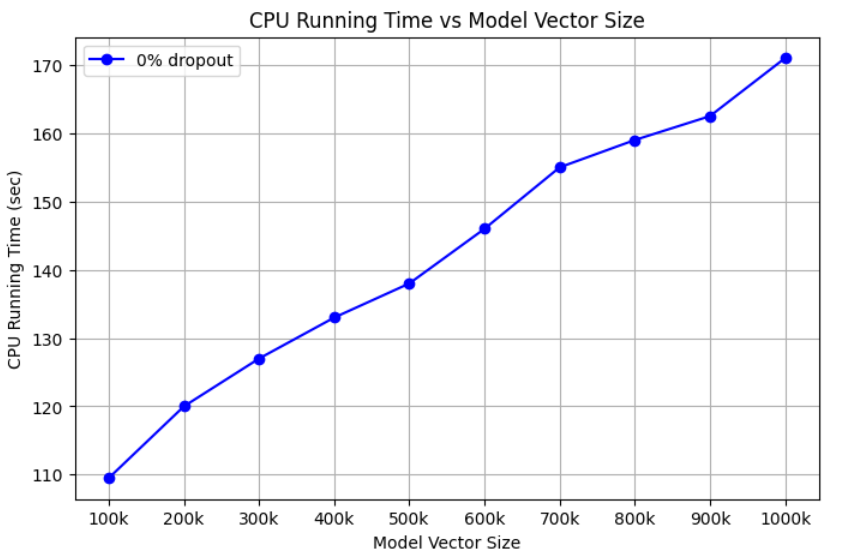 CPU Running Time vs Model Vector Size
0% dropout
CPU Running Time (sec)
170
160
150
140
130
120
110
100k 200k 300k 400k 500k 600k 700k 800k 900k 1000k
Model Vector Size